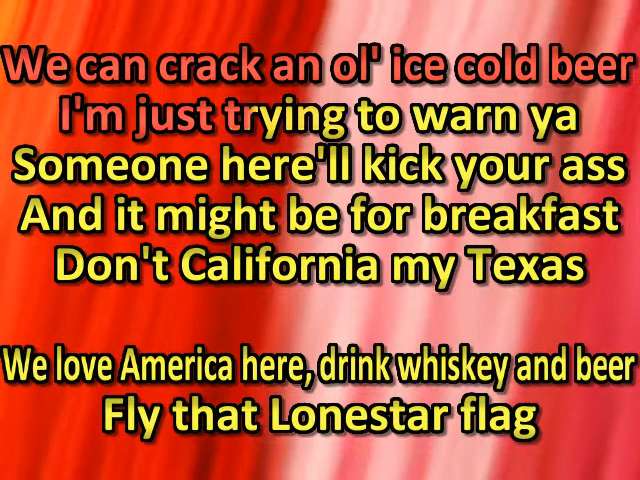 We can crack an ol' ice cold beer
I'm just trying to warn ya
Someone here'll kick your ass
And it might be for breakfast
Don't California my Texas
We love America here, drink whiskey and beer
Fly that Lonestar flag